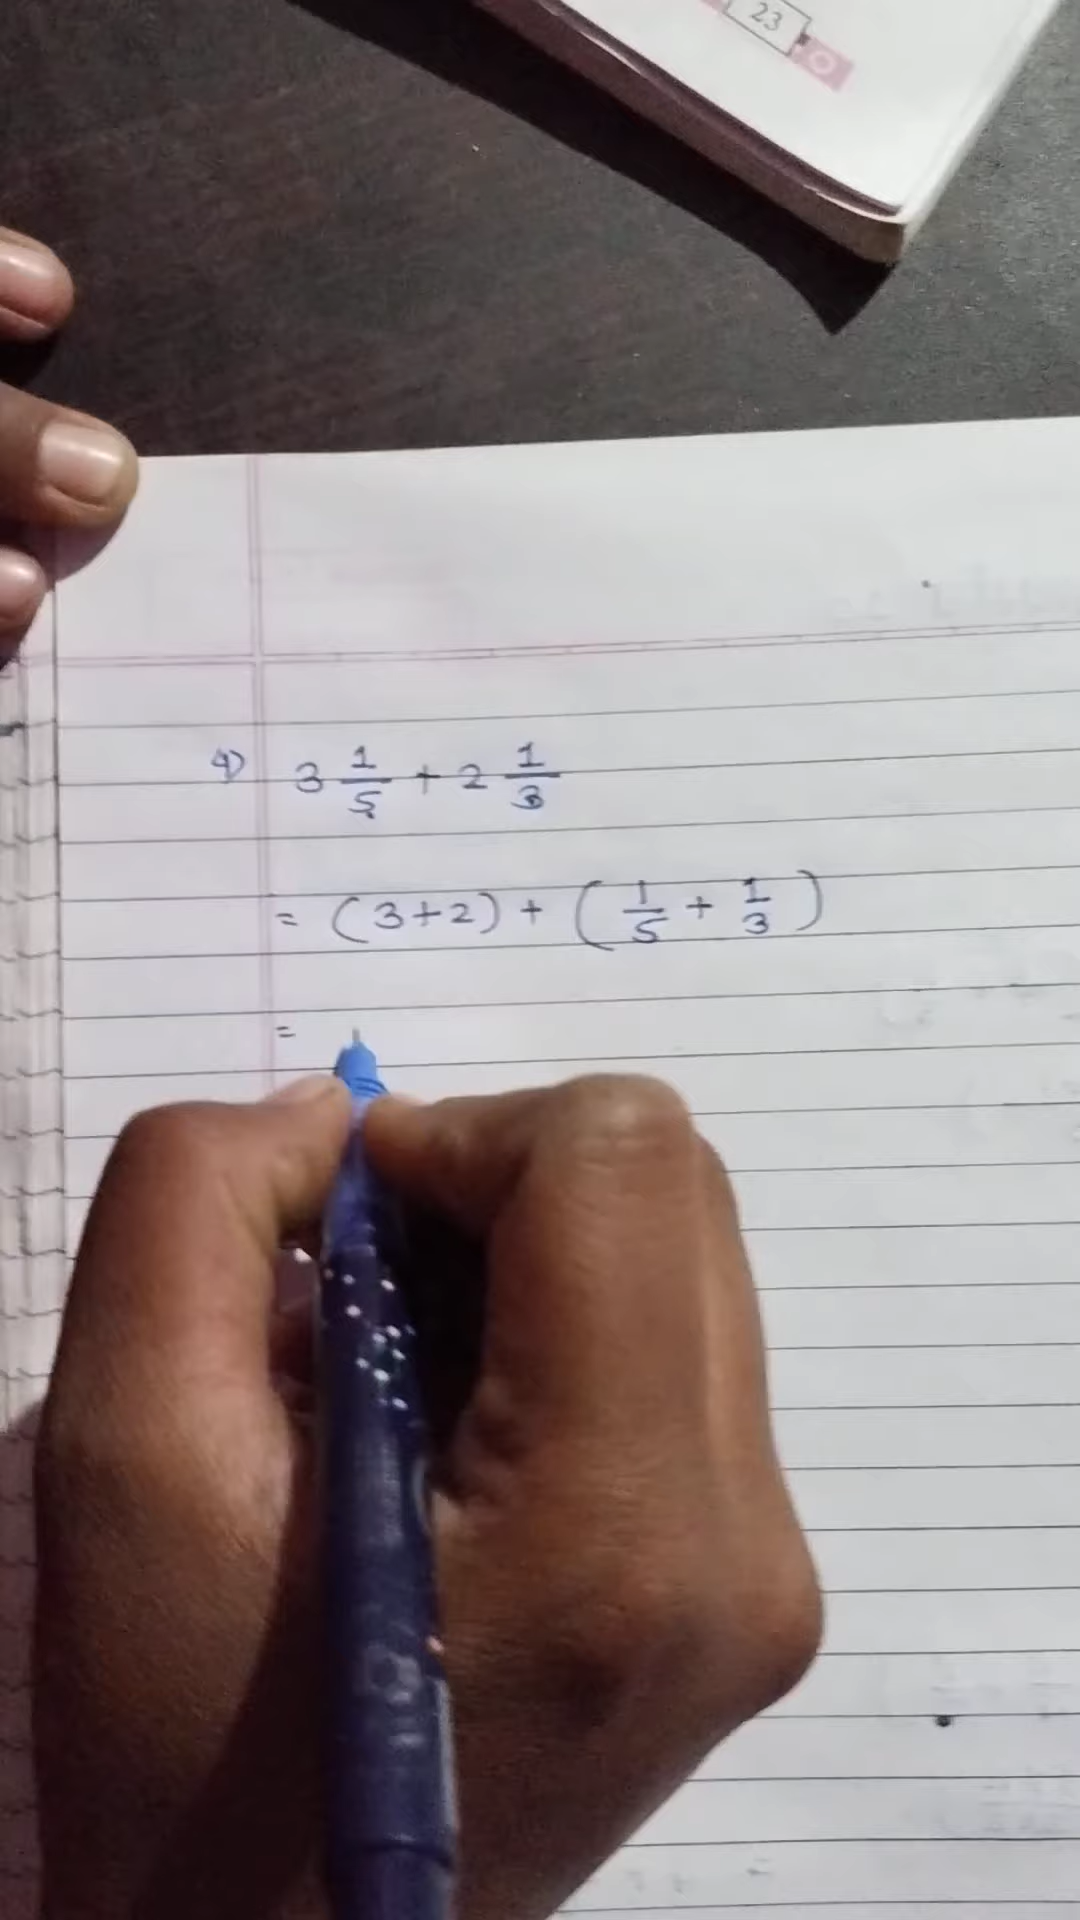 23
4) 3 1/5 + 2 1/3
= (3+2) + (1/5 + 1/3)
=